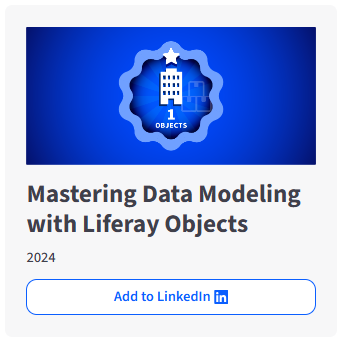 1
OBJECTS
Mastering Data Modeling
with Liferay Objects
2024
Add to LinkedIn in